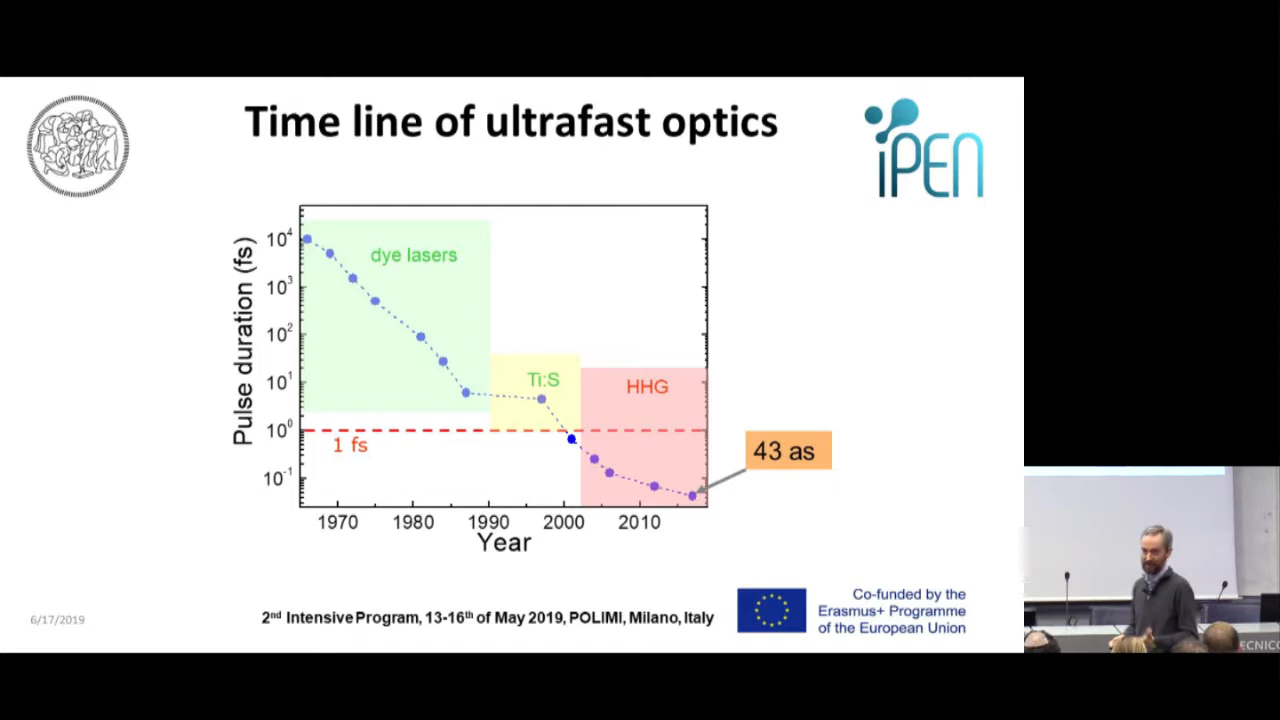 Time line of ultrafast optics
iPEN
Pulse duration (fs)
10⁴
10³
10²
10¹
10⁰
10⁻¹
dye lasers
Ti:S
HHG
1 fs
43 as
1970 1980 1990 2000 2010
Year
6/17/2019
2nd Intensive Program, 13-16th of May 2019, POLIMI, Milano, Italy
Co-funded by the
Erasmus+ Programme
of the European Union
ECNICO